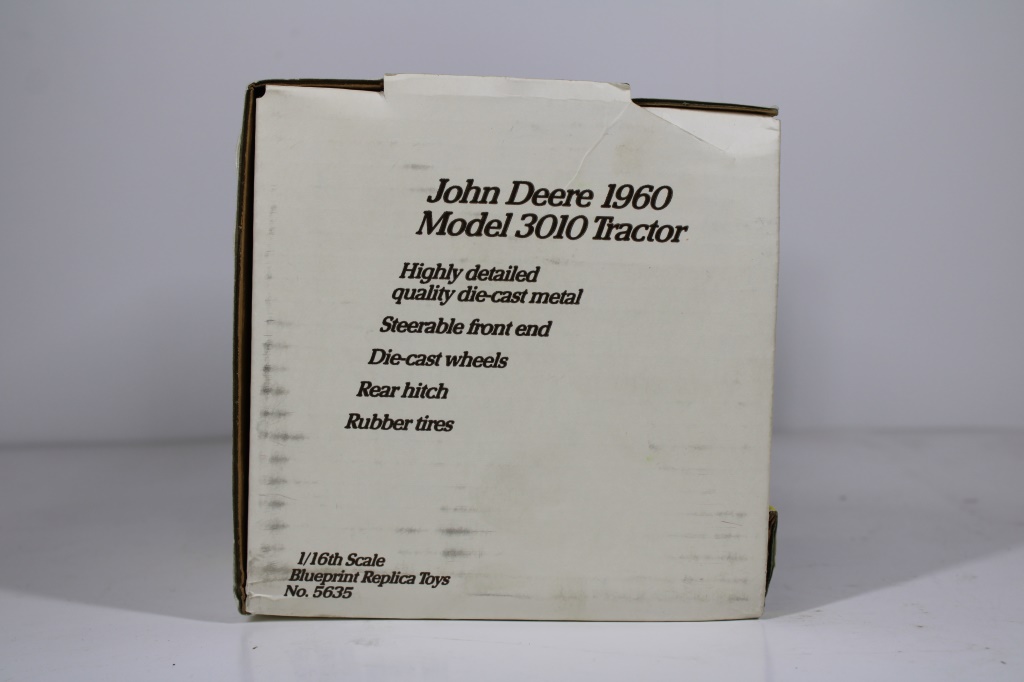 John Deere 1960
Model 3010 Tractor
Highly detailed
quality die-cast metal
Steerable front end
Die-cast wheels
Rear hitch
Rubber tires
1/16th Scale
Blueprint Replica Toys
No. 5635